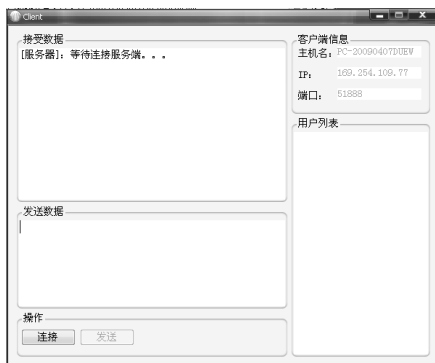 Client
接受数据
[服务器]：等待连接服务端。。。
客户端信息
主机名：PC-20090407DUEW
IP：169.254.109.77
端口：51888
用户列表
发送数据
操作
连接 发送